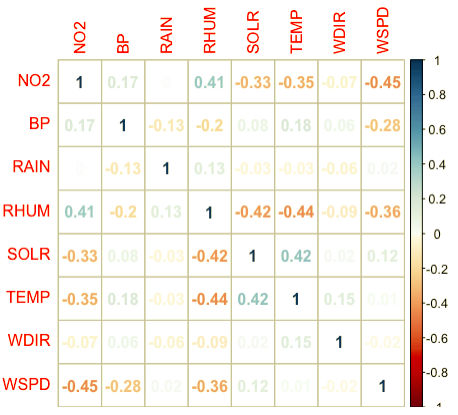 NO2 BP RAIN RHUM SOLR TEMP WDIR WSPD
NO2 1 0.17 0.41 -0.33 -0.35 -0.07 -0.45
BP 0.17 1 -0.13 -0.2 0.08 0.18 0.06 -0.28
RAIN -0.13 1 0.13 -0.03 -0.03 -0.06 0.02
RHUM 0.41 -0.2 0.13 1 -0.42 -0.44 -0.09 -0.36
SOLR -0.33 0.08 -0.03 -0.42 1 0.42 0.02 0.12
TEMP -0.35 0.18 -0.03 -0.44 0.42 1 0.15 0.01
WDIR -0.07 0.06 -0.06 -0.09 0.02 0.15 1 -0.02
WSPD -0.45 -0.28 0.02 -0.36 0.12 0.01 -0.02 1
1
0.8
0.6
0.4
0.2
0
-0.2
-0.4
-0.6
-0.8
-1